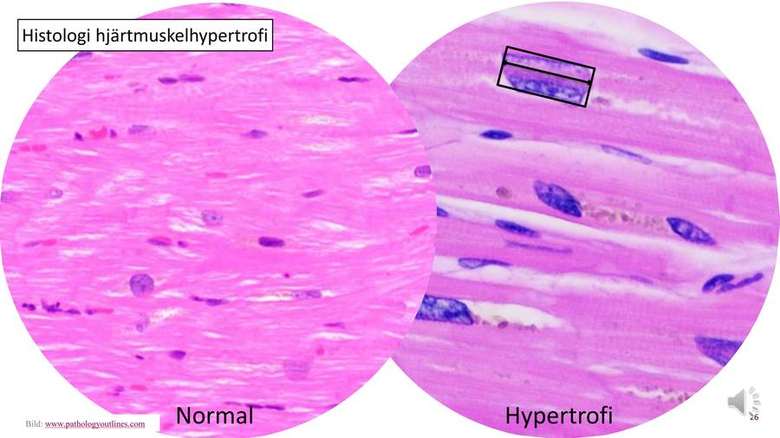 Histologi hjärtmuskelhypertrofi
Normal
Hypertrofi
Bild: www.pathologyoutlines.com
26